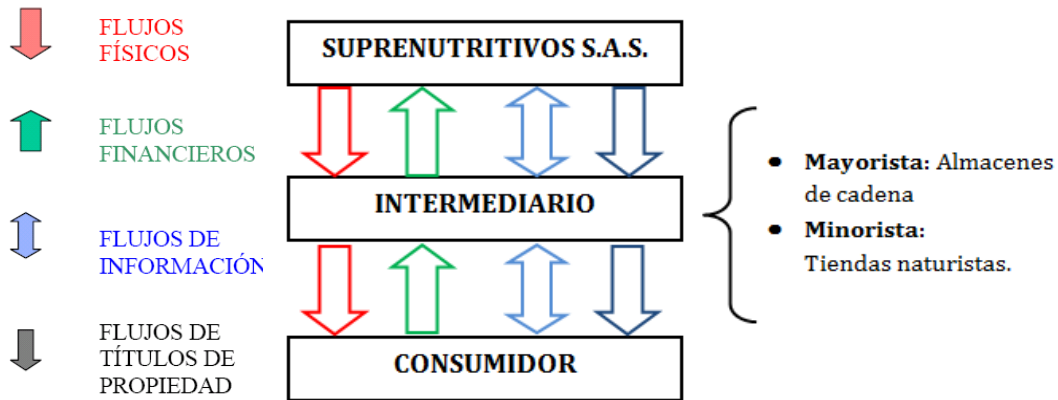 FLUJOS
FÍSICOS
FLUJOS
FINANCIEROS
FLUJOS DE
INFORMACIÓN
FLUJOS DE
TÍTULOS DE
PROPIEDAD
SUPRENUTRITIVOS S.A.S.
INTERMEDIARIO
CONSUMIDOR
• Mayorista: Almacenes
de cadena
• Minorista:
Tiendas naturistas.